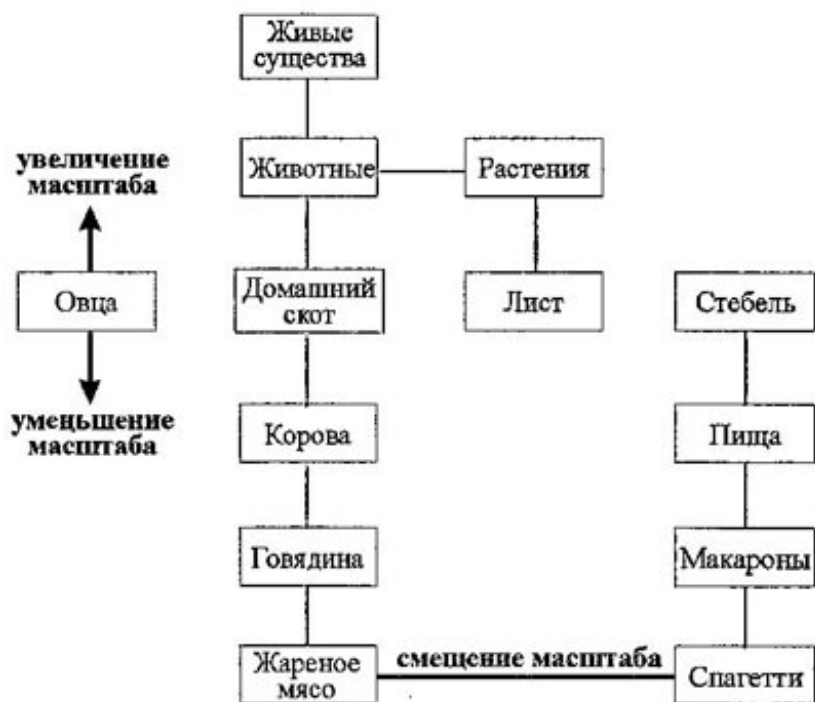 Живые
существа
увеличение
масштаба
Животные
Растения
Овца
Домашний
скот
Лист
Стебель
уменьшение
масштаба
Корова
Пища
Говядина
Макароны
Жареное
мясо
смещение масштаба
Спагетти